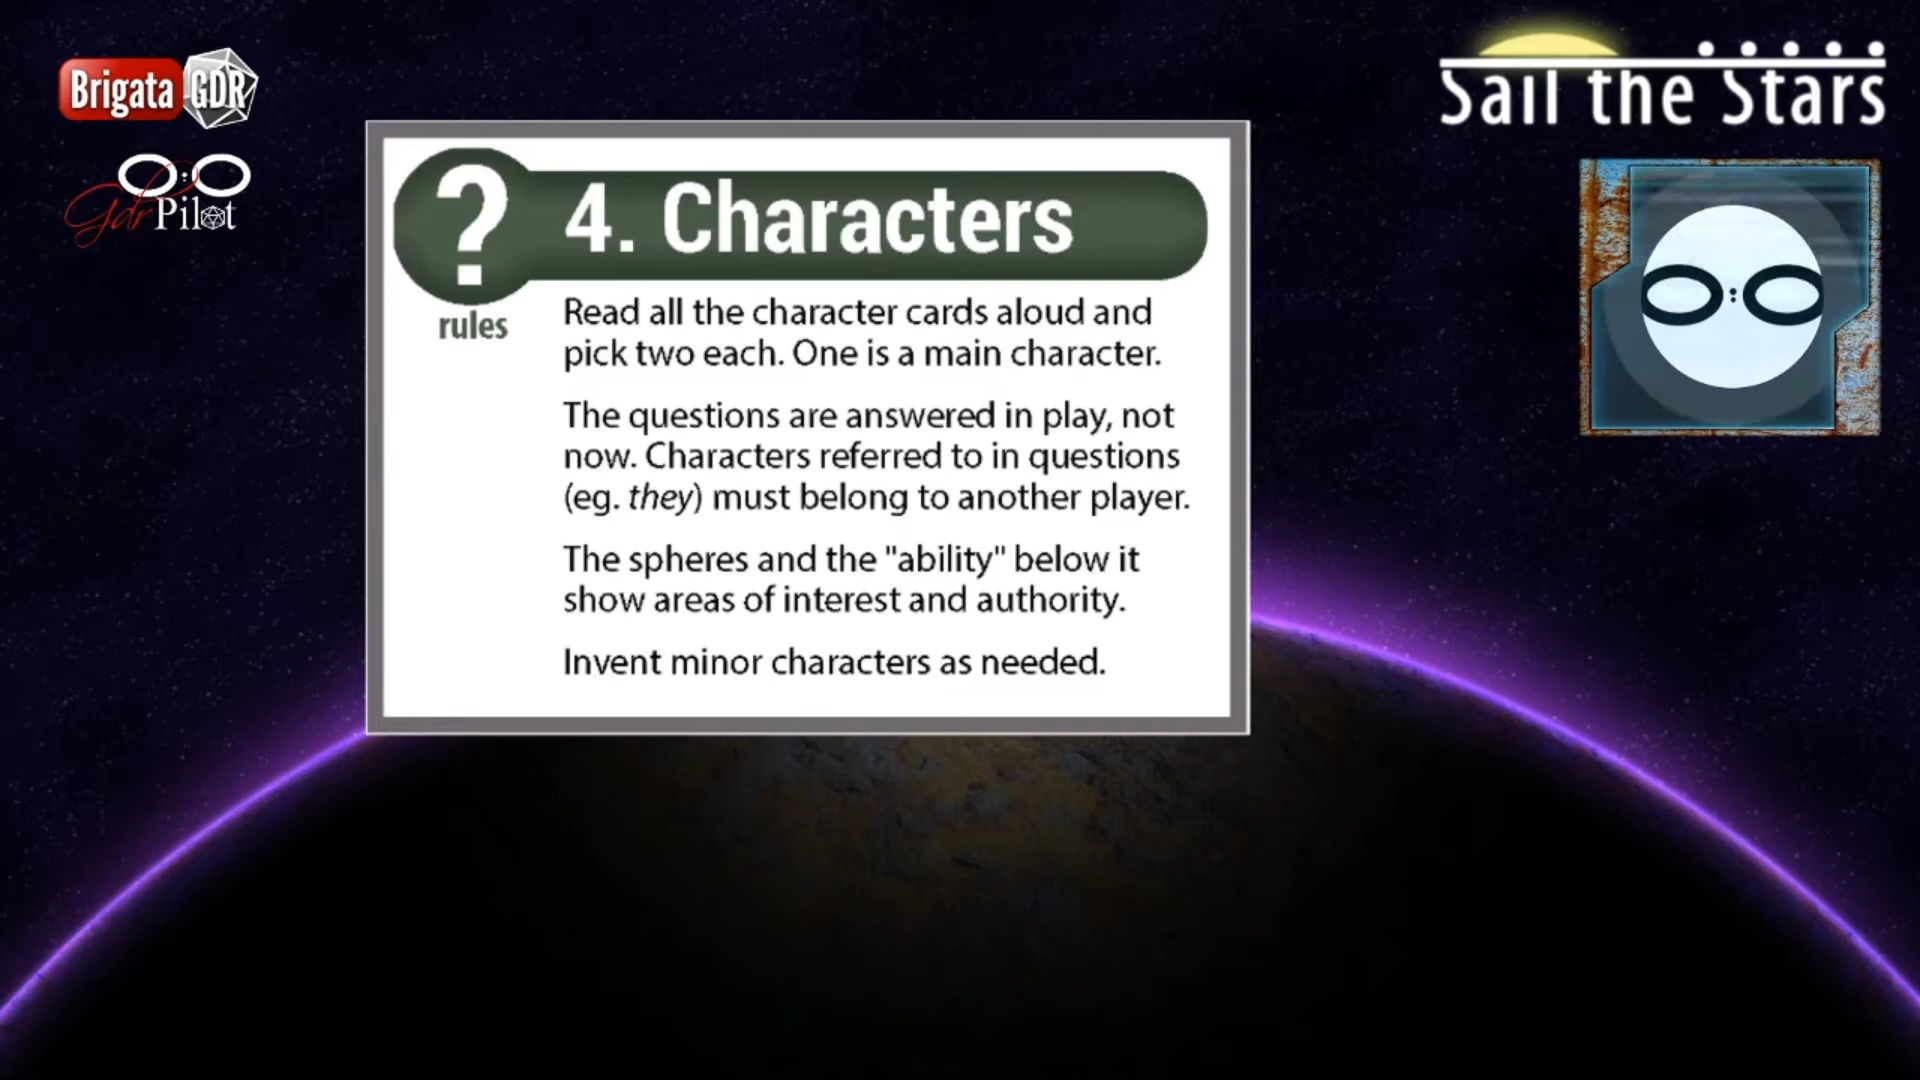 Brigata GDR
Gdr Pilot
Sail the Stars
?
rules
4. Characters
Read all the character cards aloud and
pick two each. One is a main character.
The questions are answered in play, not
now. Characters referred to in questions
(eg. they) must belong to another player.
The spheres and the "ability" below it
show areas of interest and authority.
Invent minor characters as needed.